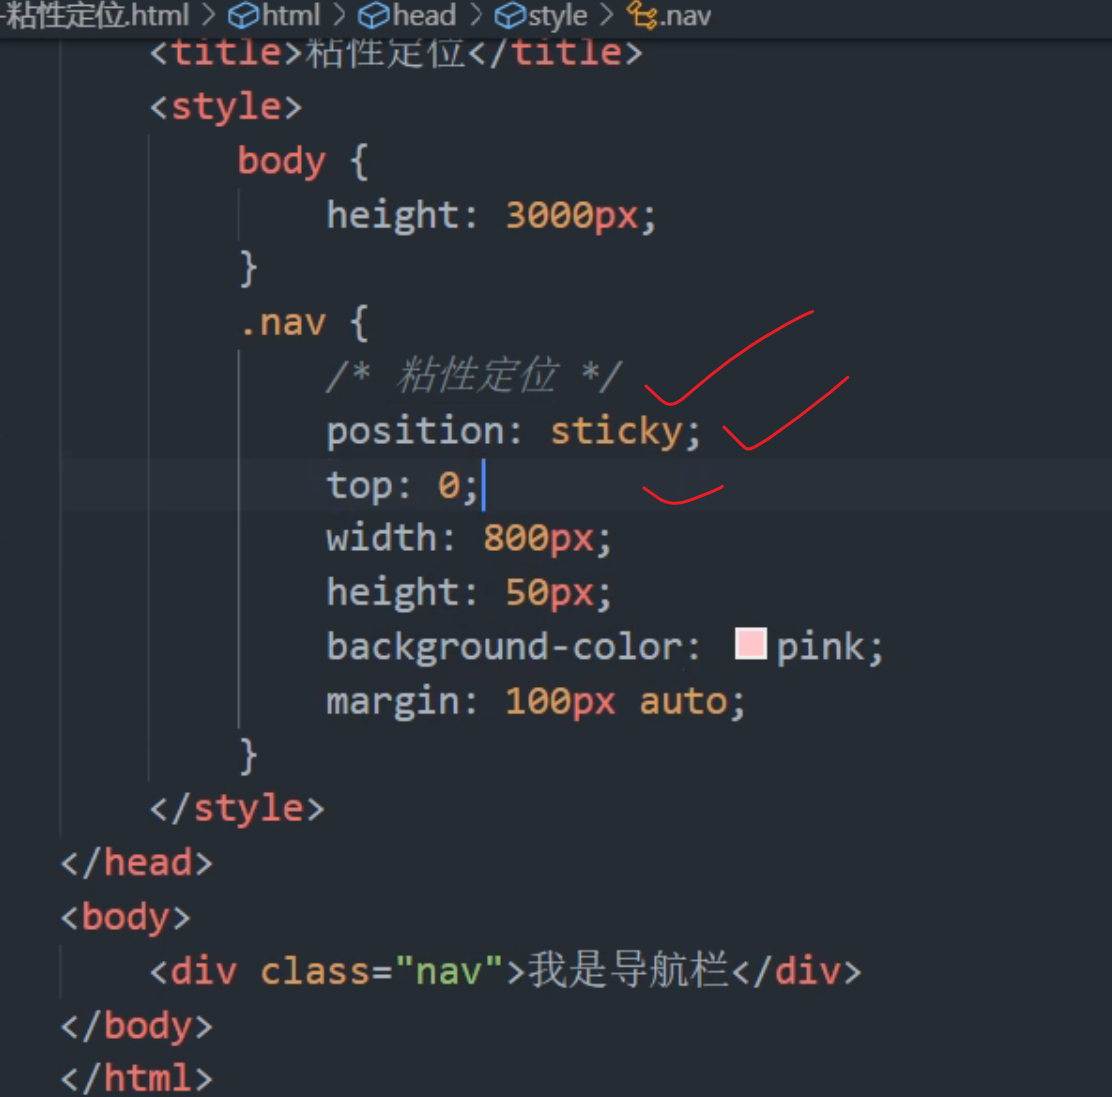 -粘性定位.html > html > head > style > .nav
<title>粘性定位</title>
<style>
body {
height: 3000px;
}
.nav {
/* 粘性定位 */
position: sticky;
top: 0;
width: 800px;
height: 50px;
background-color: pink;
margin: 100px auto;
}
</style>
</head>
<body>
<div class="nav">我是导航栏</div>
</body>
</html>